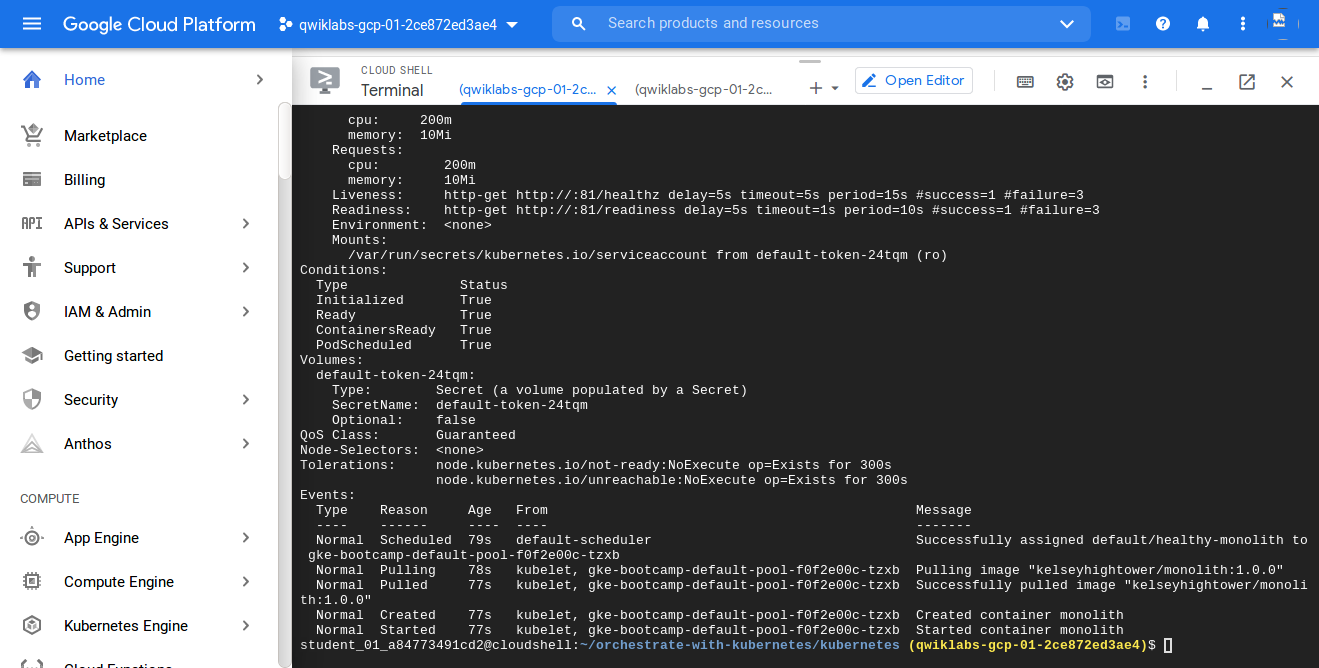 Google Cloud Platform
qwiklabs-gcp-01-2ce872ed3ae4
Search products and resources
Home
Marketplace
Billing
API
APIs & Services
Support
IAM & Admin
Getting started
Security
Anthos
COMPUTE
App Engine
Compute Engine
Kubernetes Engine
Cloud Functions
CLOUD SHELL
Terminal
(qwiklabs-gcp-01-2c...
(qwiklabs-gcp-01-2c...
Open Editor
cpu: 200m
memory: 10Mi
Requests:
cpu: 200m
memory: 10Mi
Liveness: http-get http://:81/healthz delay=5s timeout=5s period=15s #success=1 #failure=3
Readiness: http-get http://:81/readiness delay=5s timeout=1s period=10s #success=1 #failure=3
Environment: <none>
Mounts:
/var/run/secrets/kubernetes.io/serviceaccount from default-token-24tqm (ro)
Conditions:
Type Status
Initialized True
Ready True
ContainersReady True
PodScheduled True
Volumes:
default-token-24tqm:
Type: Secret (a volume populated by a Secret)
SecretName: default-token-24tqm
Optional: false
QoS Class: Guaranteed
Node-Selectors: <none>
Tolerations: node.kubernetes.io/not-ready:NoExecute op=Exists for 300s
node.kubernetes.io/unreachable:NoExecute op=Exists for 300s
Events:
Type Reason Age From Message
---- ------ ---- ---- -------
Normal Scheduled 79s default-scheduler Successfully assigned default/healthy-monolith to
gke-bootcamp-default-pool-f0f2e00c-tzxb
Normal Pulling 78s kubelet, gke-bootcamp-default-pool-f0f2e00c-tzxb Pulling image "kelseyhightower/monolith:1.0.0"
Normal Pulled 77s kubelet, gke-bootcamp-default-pool-f0f2e00c-tzxb Successfully pulled image "kelseyhightower/monoli
th:1.0.0"
Normal Created 77s kubelet, gke-bootcamp-default-pool-f0f2e00c-tzxb Created container monolith
Normal Started 77s kubelet, gke-bootcamp-default-pool-f0f2e00c-tzxb Started container monolith
student_01_a84773491cd2@cloudshell:~/orchestrate-with-kubernetes/kubernetes (qwiklabs-gcp-01-2ce872ed3ae4)$